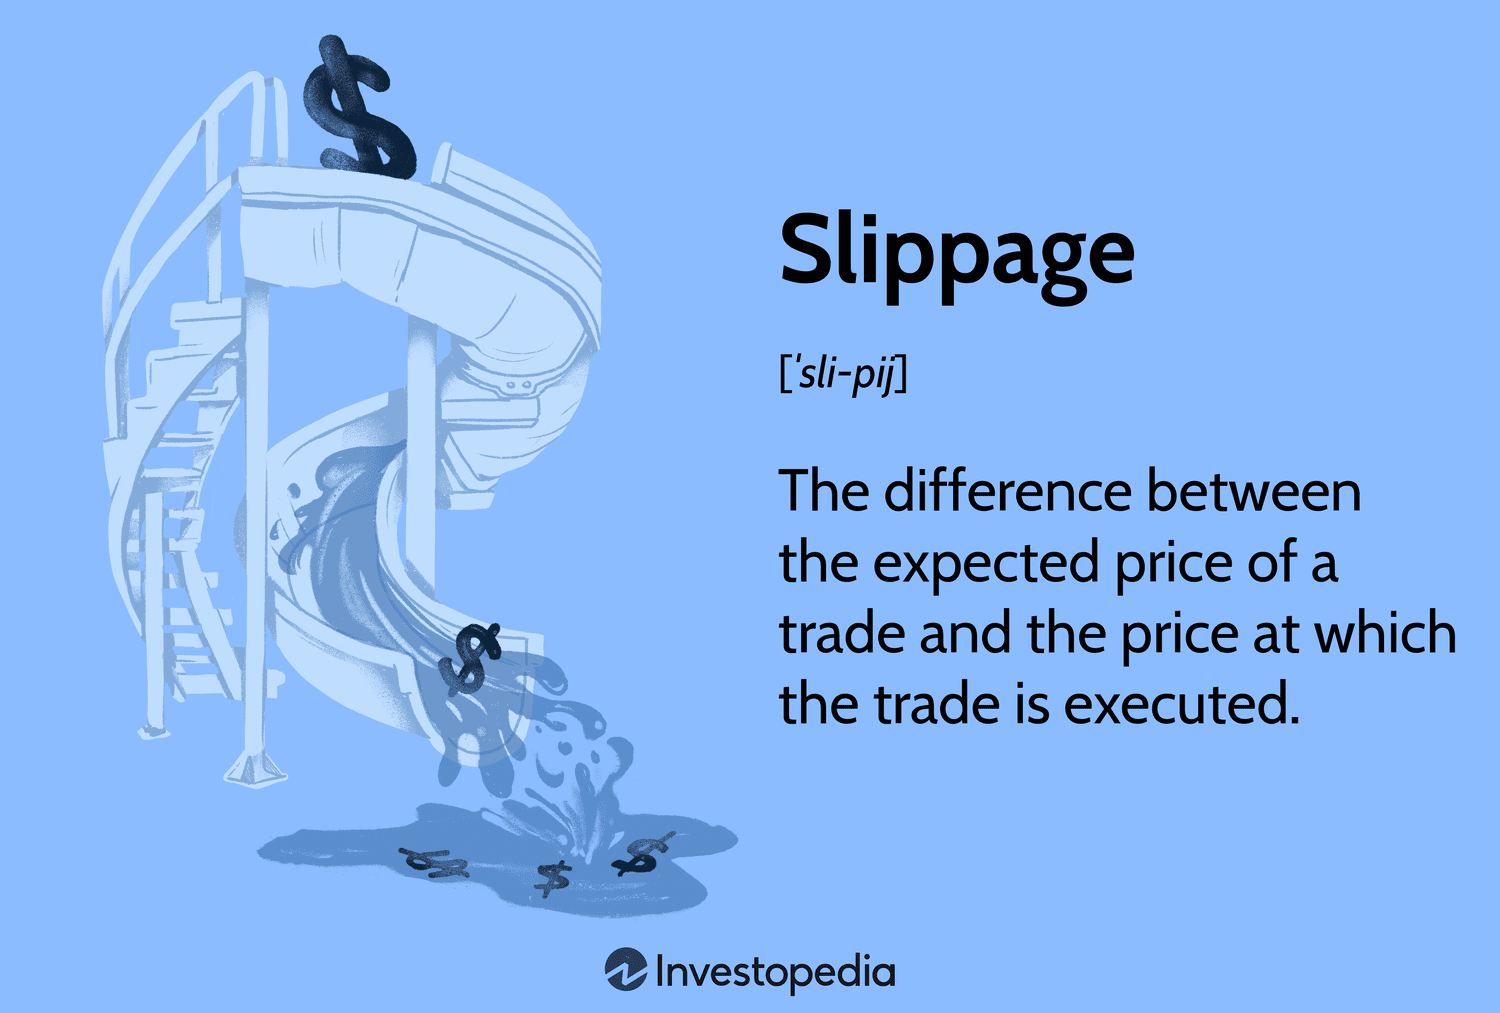 $
Slippage
[ˈsli-pij]
The difference between
the expected price of a
trade and the price at which
the trade is executed.
$
$
$
$
Investopedia